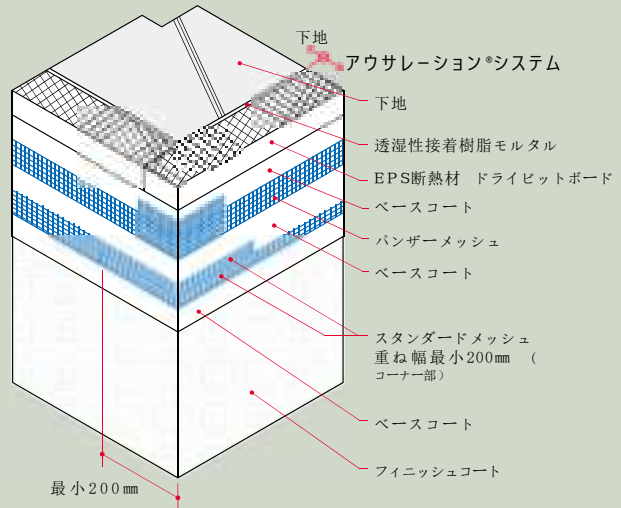 下地
アウサレーション®システム
下地
透湿性接着樹脂モルタル
EPS断熱材 ドライビットボード
ベースコート
パンザーメッシュ
ベースコート
スタンダードメッシュ
重ね幅最小200㎜ (
コーナー部)
ベースコート
フィニッシュコート
最小200㎜